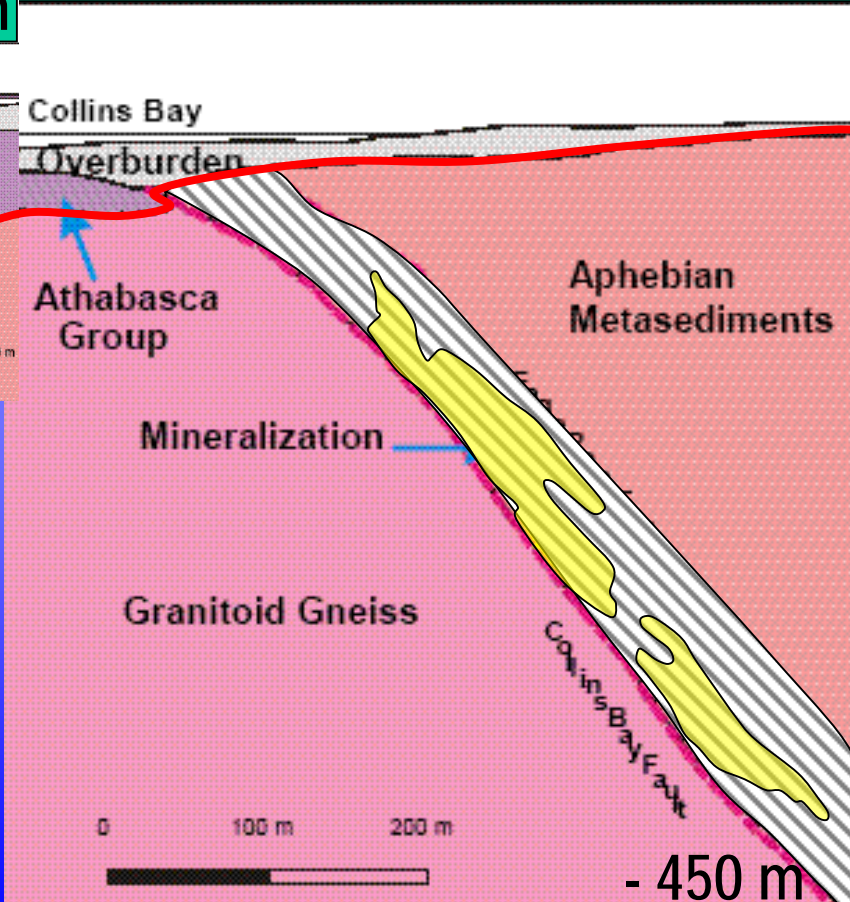 Collins Bay
Overburden
Athabasca
Group
Aphebian
Metasediments
m
Mineralization
Granitoid Gneiss
Collins Bay Fault
0 100 m 200 m
- 450 m